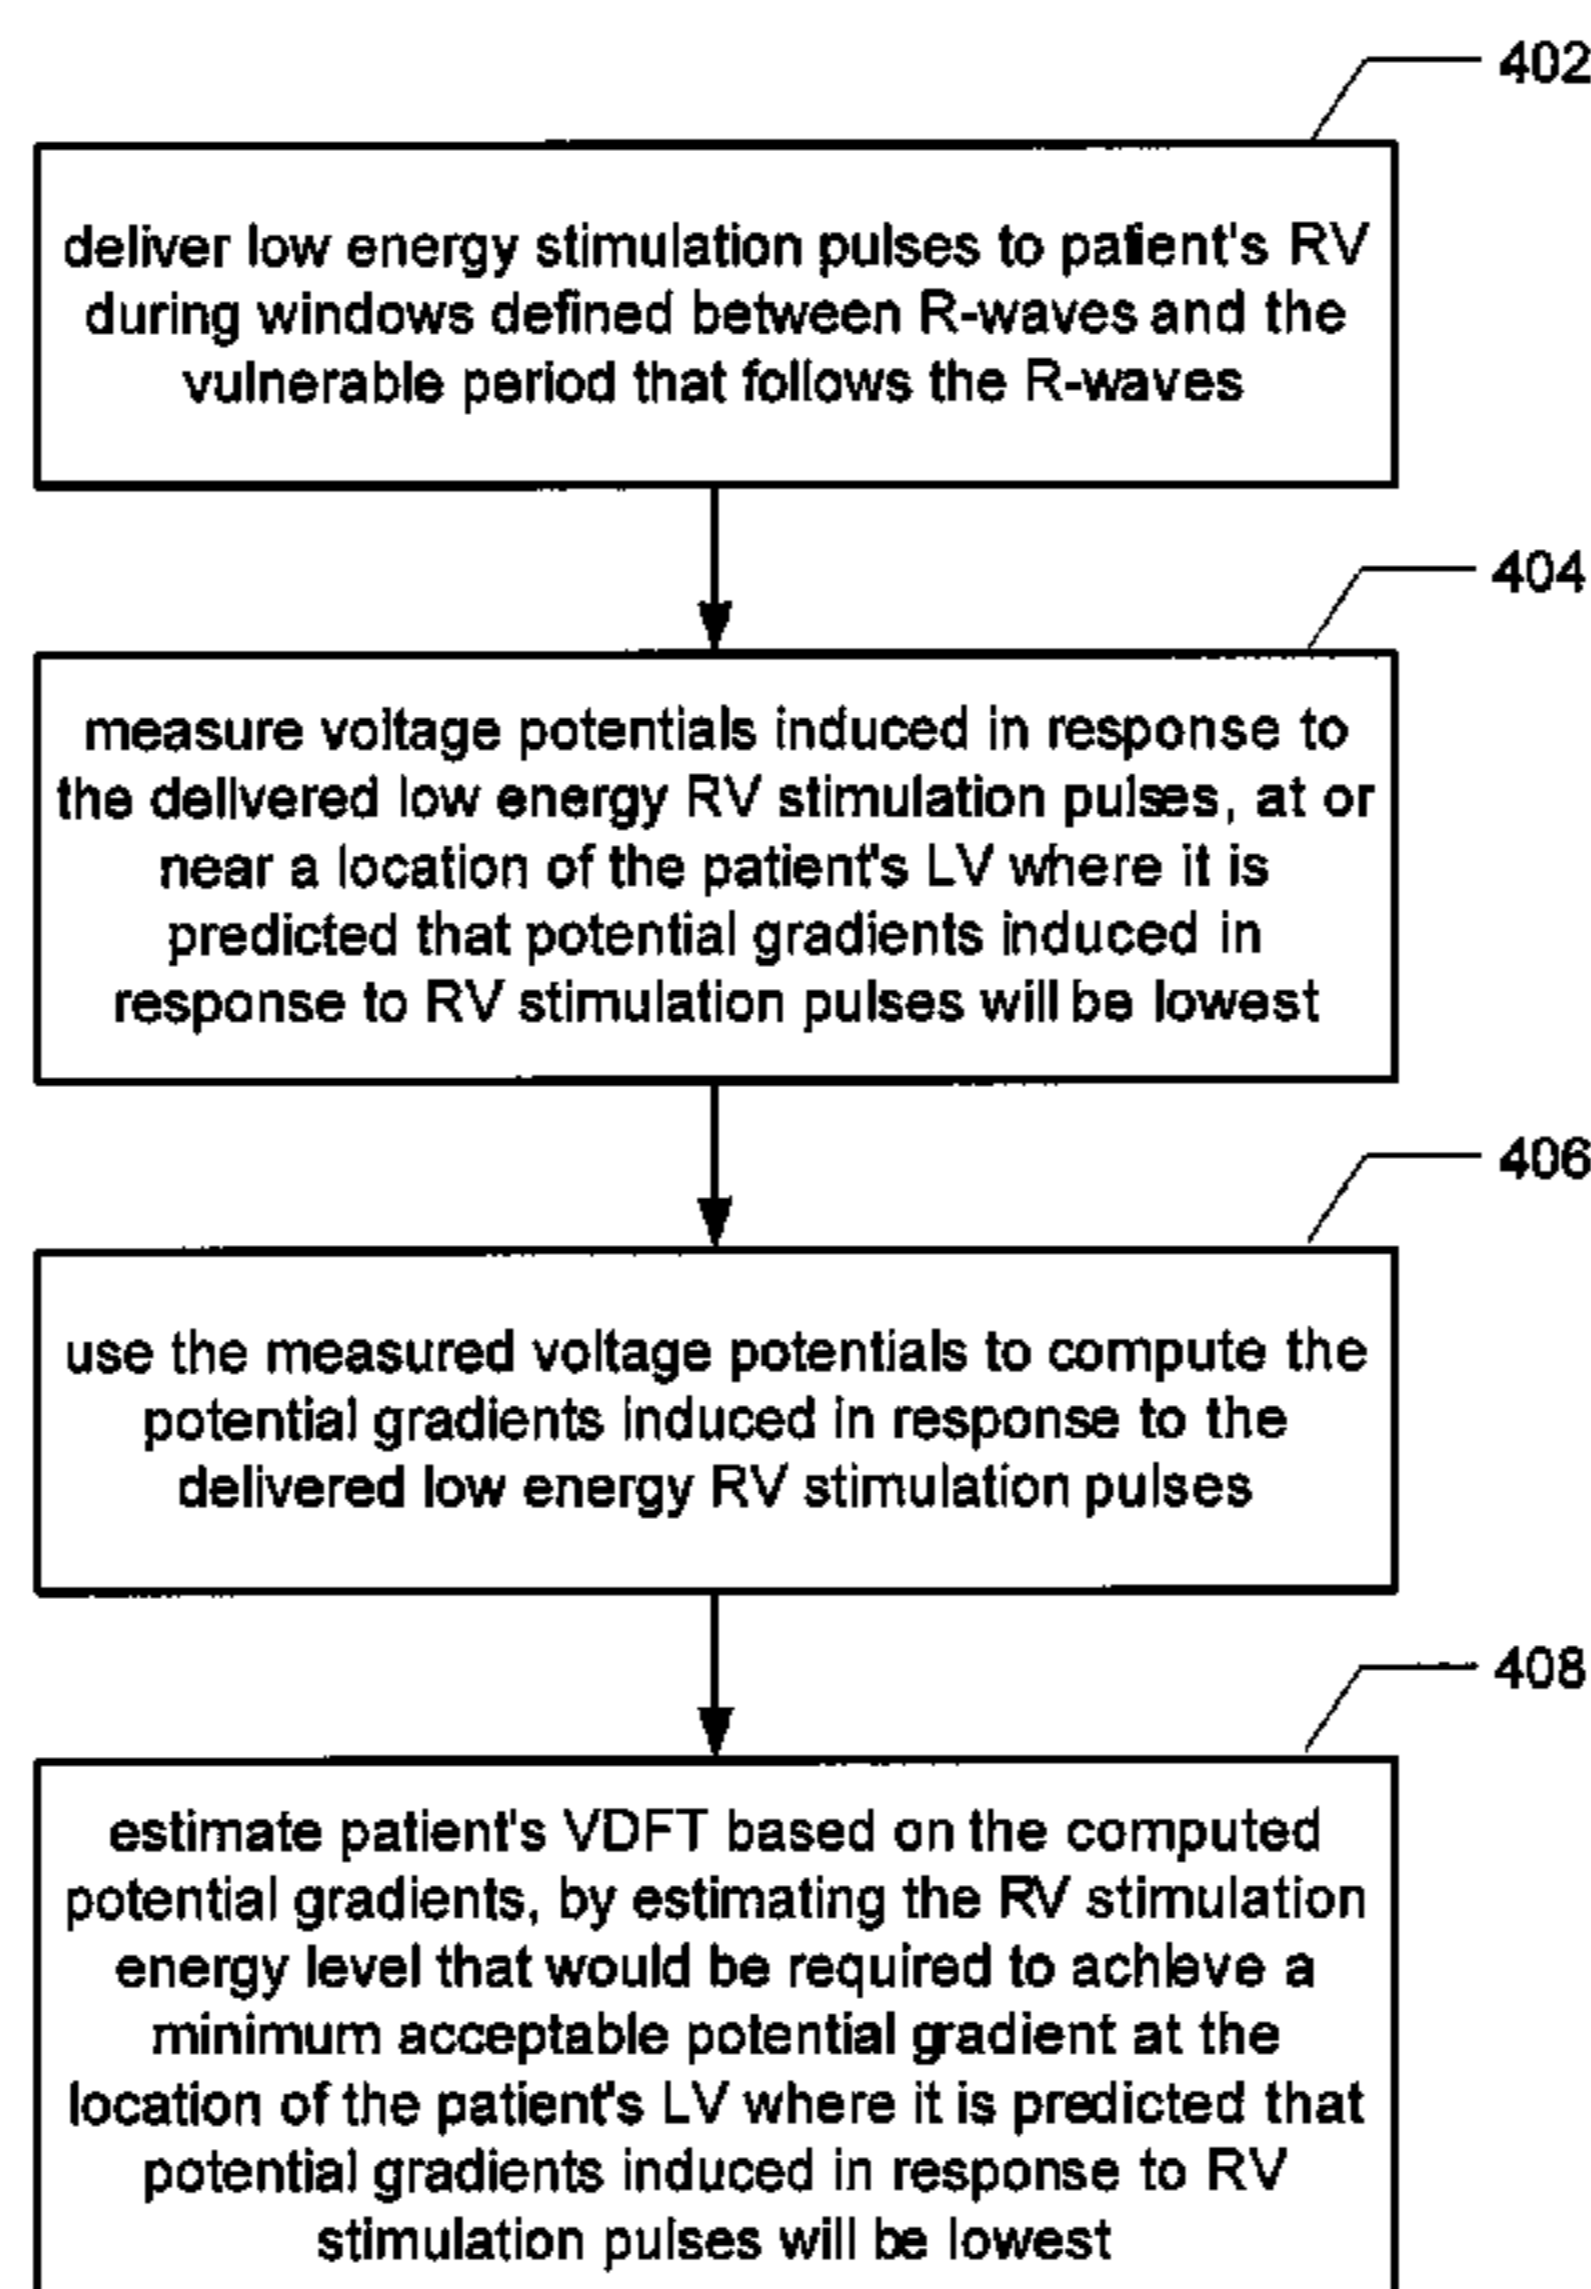 402
deliver low energy stimulation pulses to patient's RV
during windows defined between R-waves and the
vulnerable period that follows the R-waves
404
measure voltage potentials induced in response to
the delivered low energy RV stimulation pulses, at or
near a location of the patient's LV where it is
predicted that potential gradients induced in
response to RV stimulation pulses will be lowest
406
use the measured voltage potentials to compute the
potential gradients induced in response to the
delivered low energy RV stimulation pulses
408
estimate patient's VDFT based on the computed
potential gradients, by estimating the RV stimulation
energy level that would be required to achieve a
minimum acceptable potential gradient at the
location of the patient's LV where it is predicted that
potential gradients induced in response to RV
stimulation pulses will be lowest